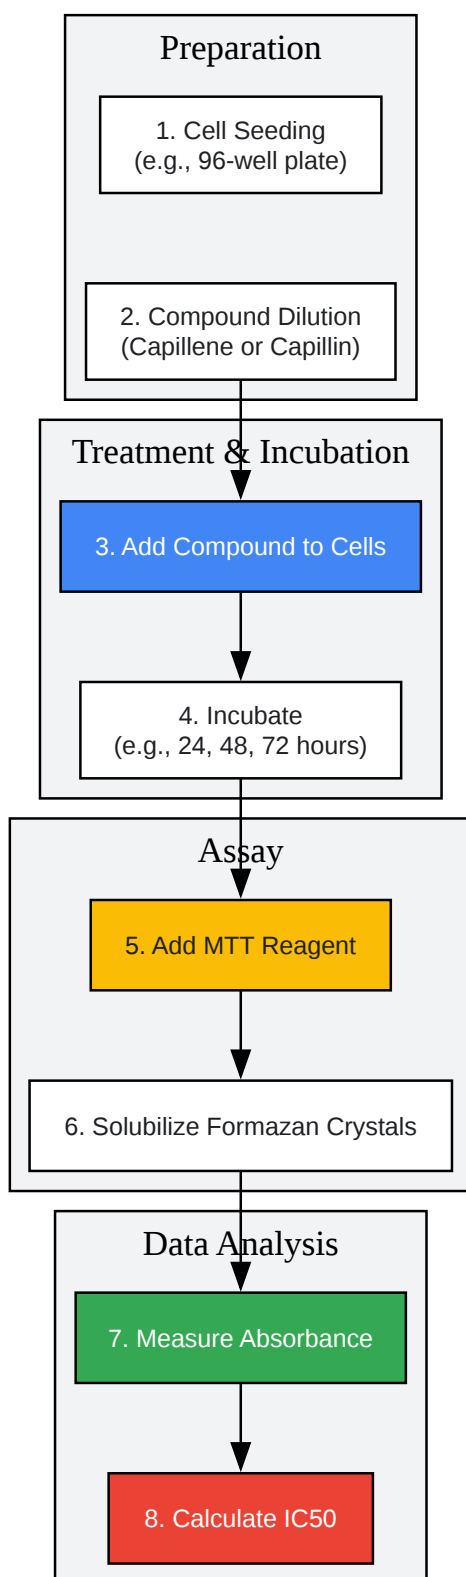 Preparation
1. Cell Seeding
(e.g., 96-well plate)
2. Compound Dilution
(Capillene or Capillin)
Treatment & Incubation
3. Add Compound to Cells
4. Incubate
(e.g., 24, 48, 72 hours)
Assay
5. Add MTT Reagent
6. Solubilize Formazan Crystals
Data Analysis
7. Measure Absorbance
8. Calculate IC50